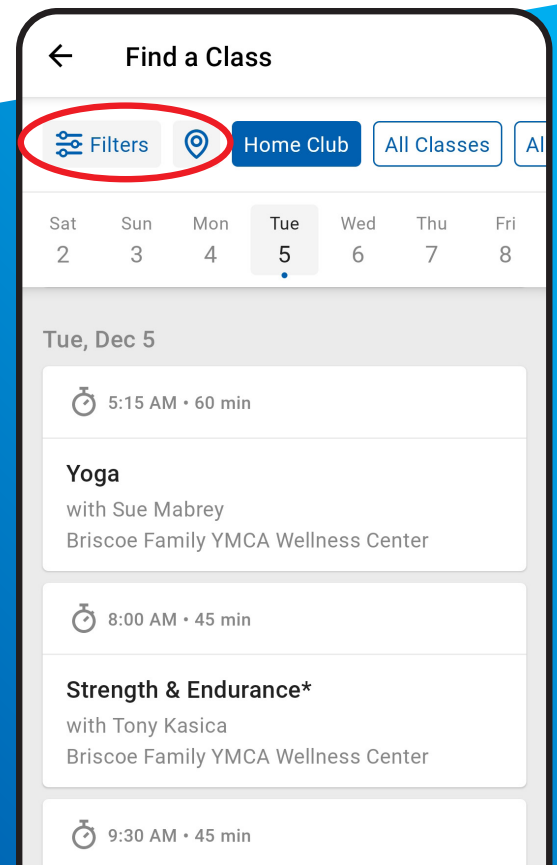 Find a Class
Filters Home Club All Classes Al
Sat Sun Mon Tue Wed Thu Fri
2 3 4 5 6 7 8
Tue, Dec 5
5:15 AM • 60 min
Yoga
with Sue Mabrey
Briscoe Family YMCA Wellness Center
8:00 AM • 45 min
Strength & Endurance*
with Tony Kasica
Briscoe Family YMCA Wellness Center
9:30 AM • 45 min